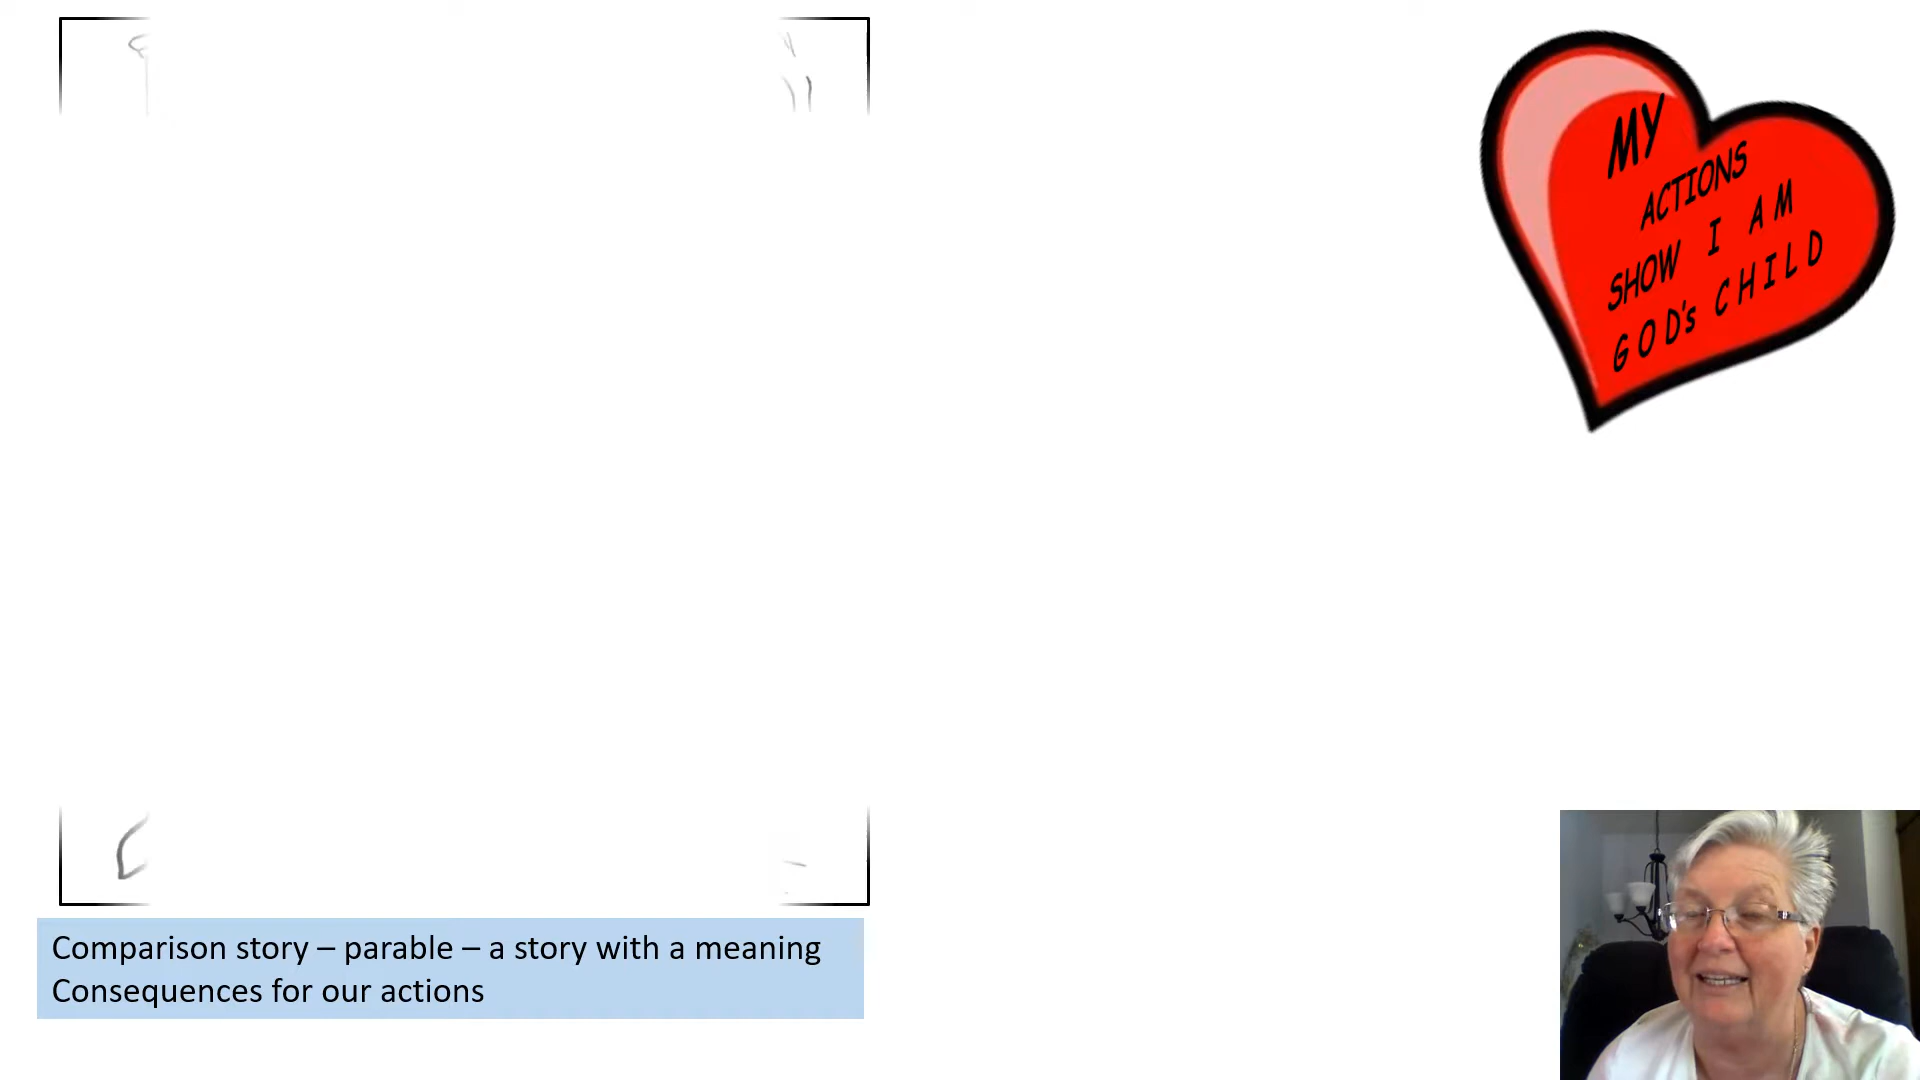 MY
ACTIONS
SHOW I AM
GOD's CHILD
Comparison story – parable – a story with a meaning
Consequences for our actions